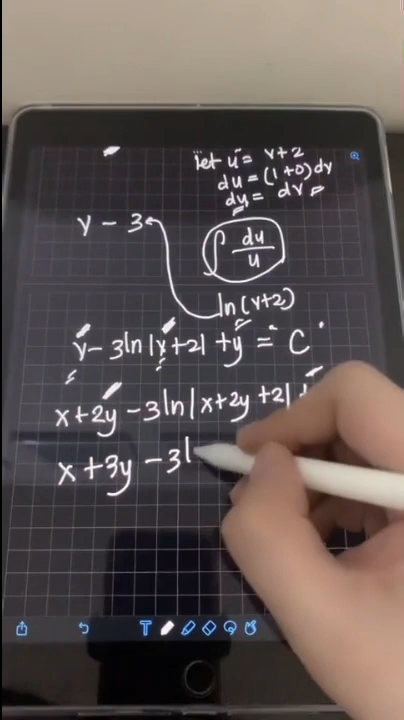 let u = v+2
du = (1+0)dv
du = dv
v - 3
∫ du/u
ln(v+2)
v - 3ln|v+2| + y = C
x + 2y - 3ln|x+2y+2| +
x + 3y - 3l
T